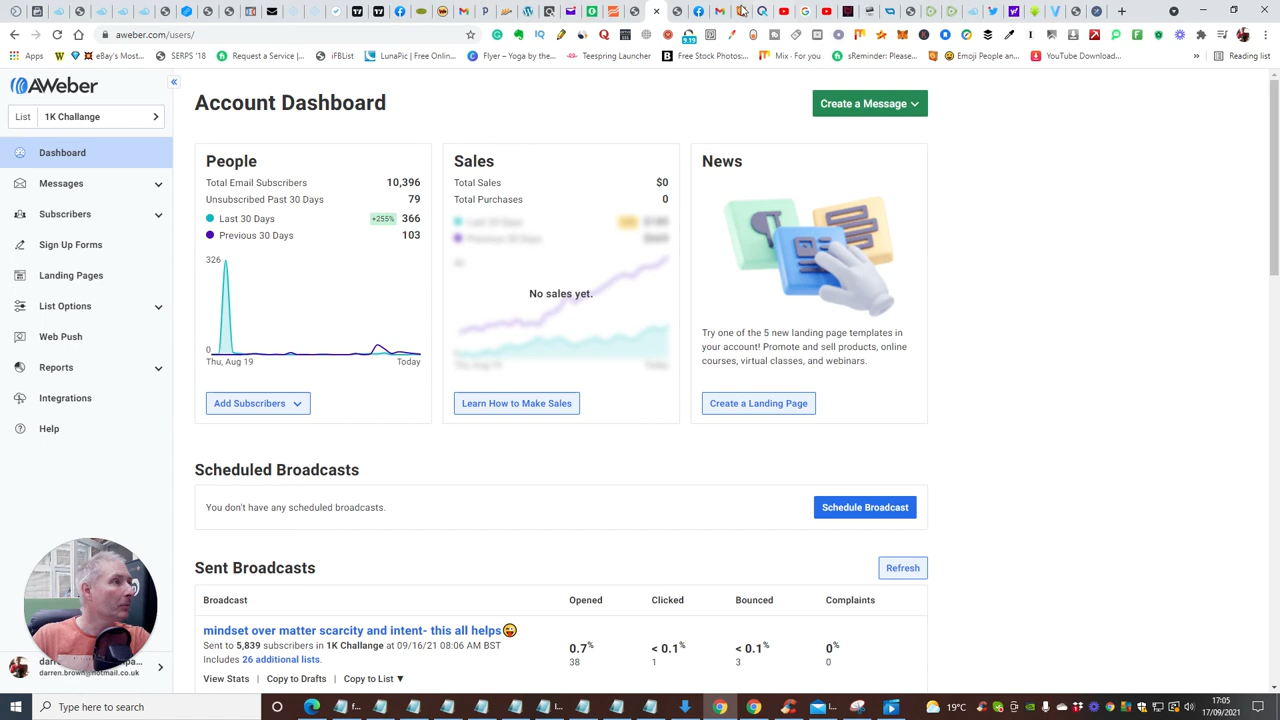 aweber.com/users/
Apps
eBay's Most...
SERPS '18
Request a Service |...
iFBList
LunaPic | Free Onlin...
Flyer – Yoga by the...
Teespring Launcher
Free Stock Photos:...
Mix · For you
sReminder: Please...
Emoji People and...
YouTube Download...
»
Reading list
AWeber
List 1K Challange
Dashboard
Messages
Subscribers
Sign Up Forms
Landing Pages
List Options
Web Push
Reports
Integrations
Help
darren.brown@hotmail.co.uk
Account Dashboard
Create a Message
People
Total Email Subscribers 10,396
Unsubscribed Past 30 Days 79
Last 30 Days +255% 366
Previous 30 Days 103
326
0
Thu, Aug 19 Today
Add Subscribers
Sales
Total Sales $0
Total Purchases 0
No sales yet.
Learn How to Make Sales
News
Try one of the 5 new landing page templates in
your account! Promote and sell products, online
courses, virtual classes, and webinars.
Create a Landing Page
Scheduled Broadcasts
You don't have any scheduled broadcasts.
Schedule Broadcast
Sent Broadcasts
Refresh
Broadcast Opened Clicked Bounced Complaints
mindset over matter scarcity and intent- this all helps😜
Sent to 5,839 subscribers in 1K Challange at 09/16/21 08:06 AM BST
Includes 26 additional lists.
0.7% < 0.1% < 0.1% 0%
38 1 3 0
View Stats | Copy to Drafts | Copy to List ▼
Type here to search
19°C
17:05
17/09/2021